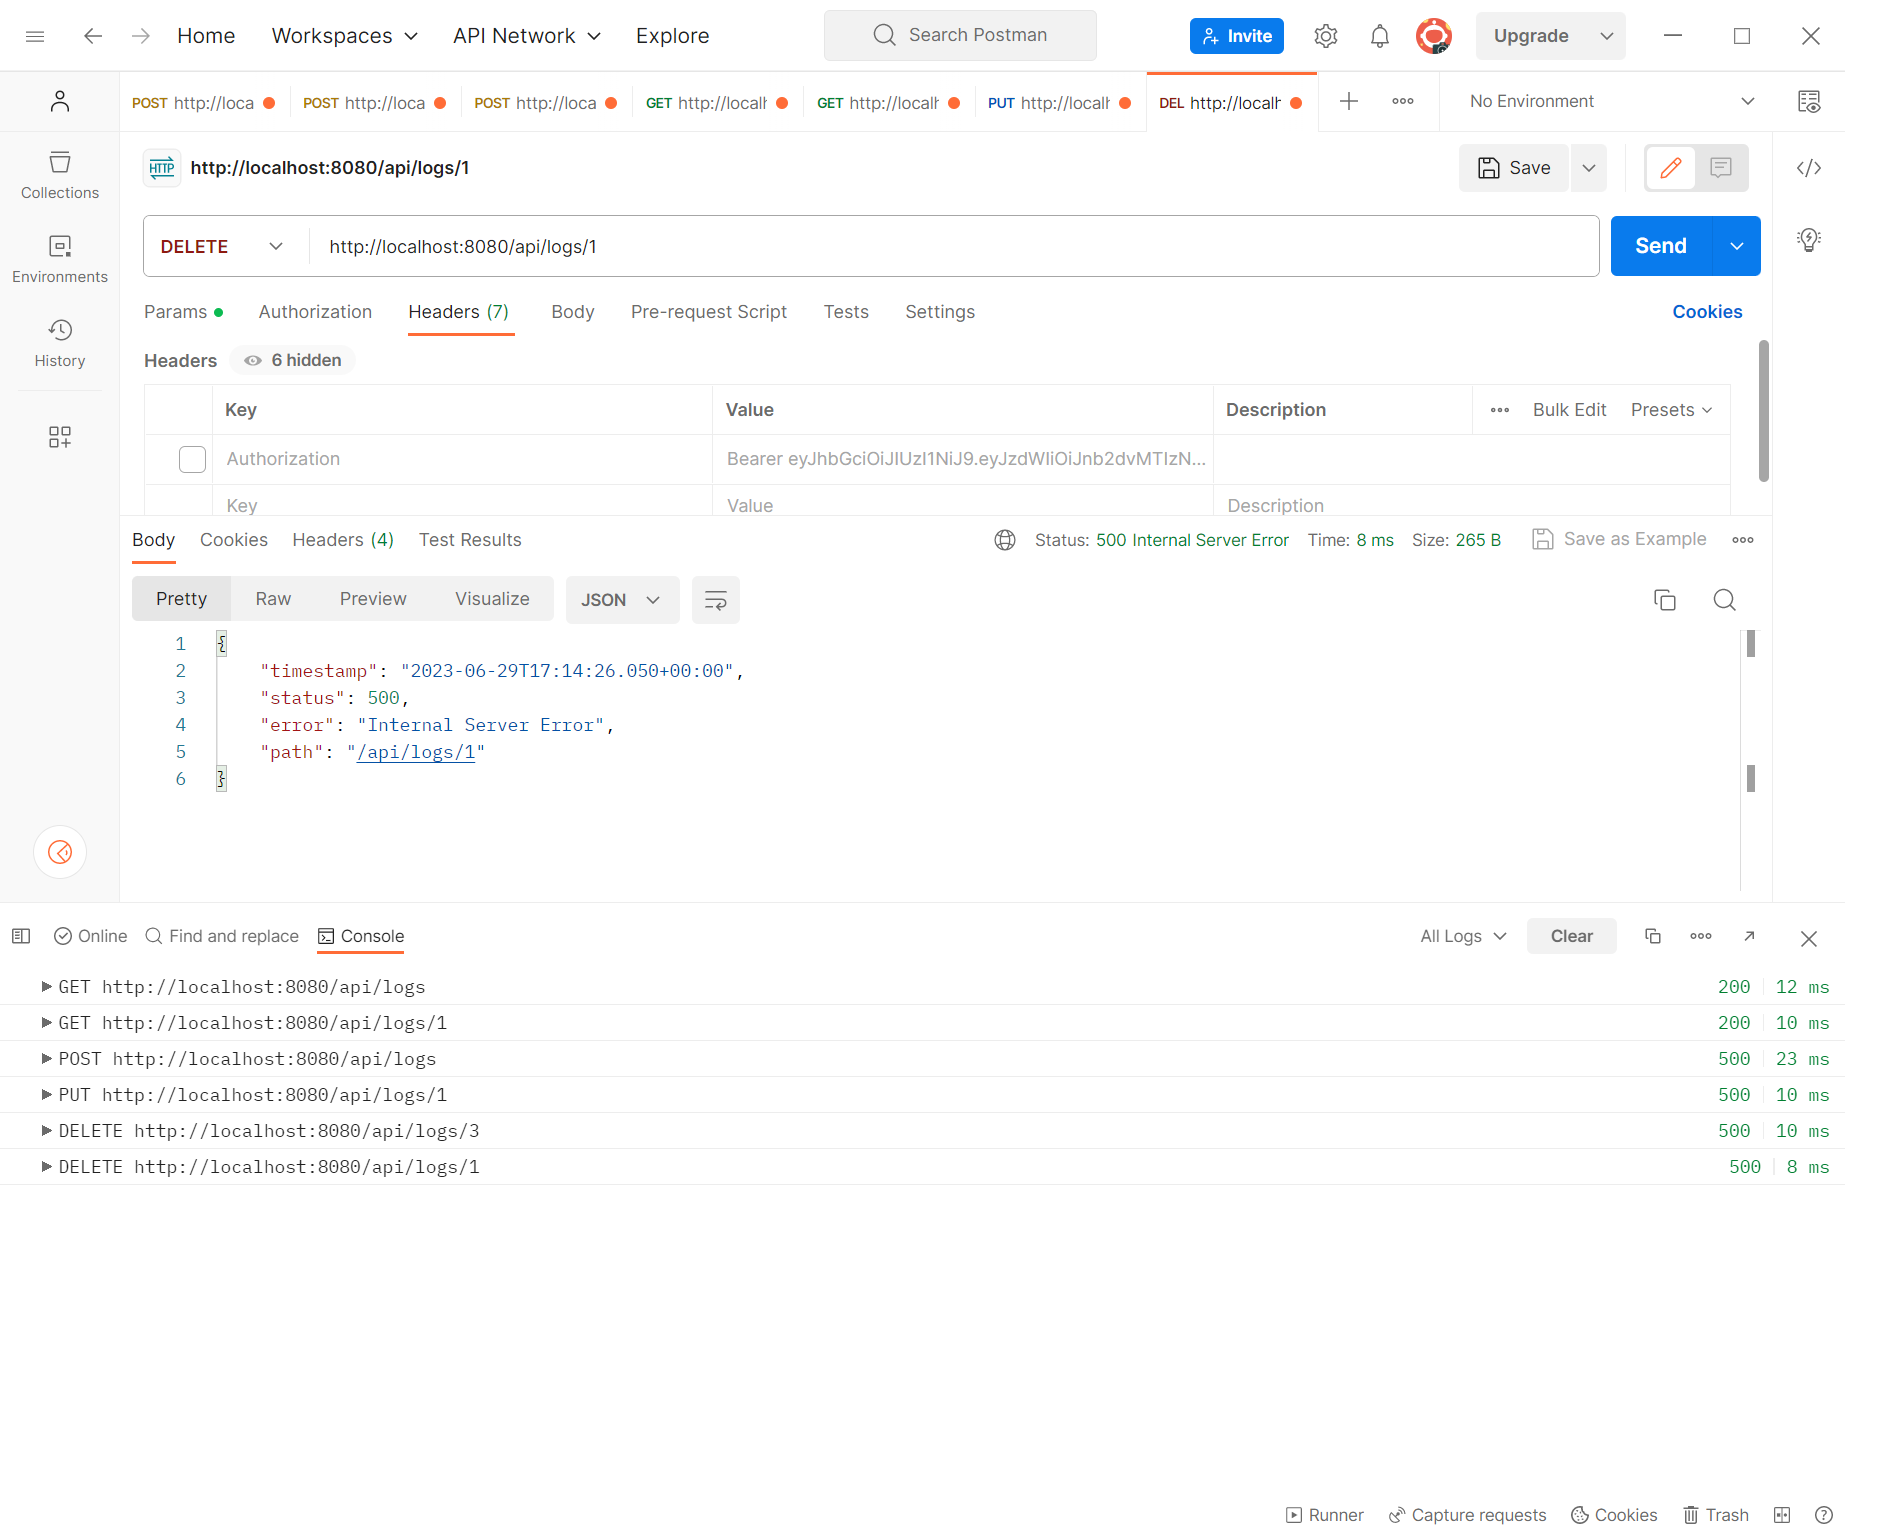 Home Workspaces API Network Explore Search Postman Invite Upgrade
POST http://loca POST http://loca POST http://loca GET http://localh GET http://localh PUT http://localh DEL http://localh No Environment
HTTP http://localhost:8080/api/logs/1 Save
Collections
DELETE http://localhost:8080/api/logs/1 Send
Environments
Params Authorization Headers (7) Body Pre-request Script Tests Settings Cookies
History
Headers 6 hidden
Key Value Description Bulk Edit Presets
Authorization Bearer eyJhbGciOiJIUzI1NiJ9.eyJzdWIiOiJnb2dvMTIzN...
Key Value Description
Body Cookies Headers (4) Test Results Status: 500 Internal Server Error Time: 8 ms Size: 265 B Save as Example
Pretty Raw Preview Visualize JSON
1 {
2 "timestamp": "2023-06-29T17:14:26.050+00:00",
3 "status": 500,
4 "error": "Internal Server Error",
5 "path": "/api/logs/1"
6 }
Online Find and replace Console All Logs Clear
GET http://localhost:8080/api/logs 200 12 ms
GET http://localhost:8080/api/logs/1 200 10 ms
POST http://localhost:8080/api/logs 500 23 ms
PUT http://localhost:8080/api/logs/1 500 10 ms
DELETE http://localhost:8080/api/logs/3 500 10 ms
DELETE http://localhost:8080/api/logs/1 500 8 ms
Runner Capture requests Cookies Trash